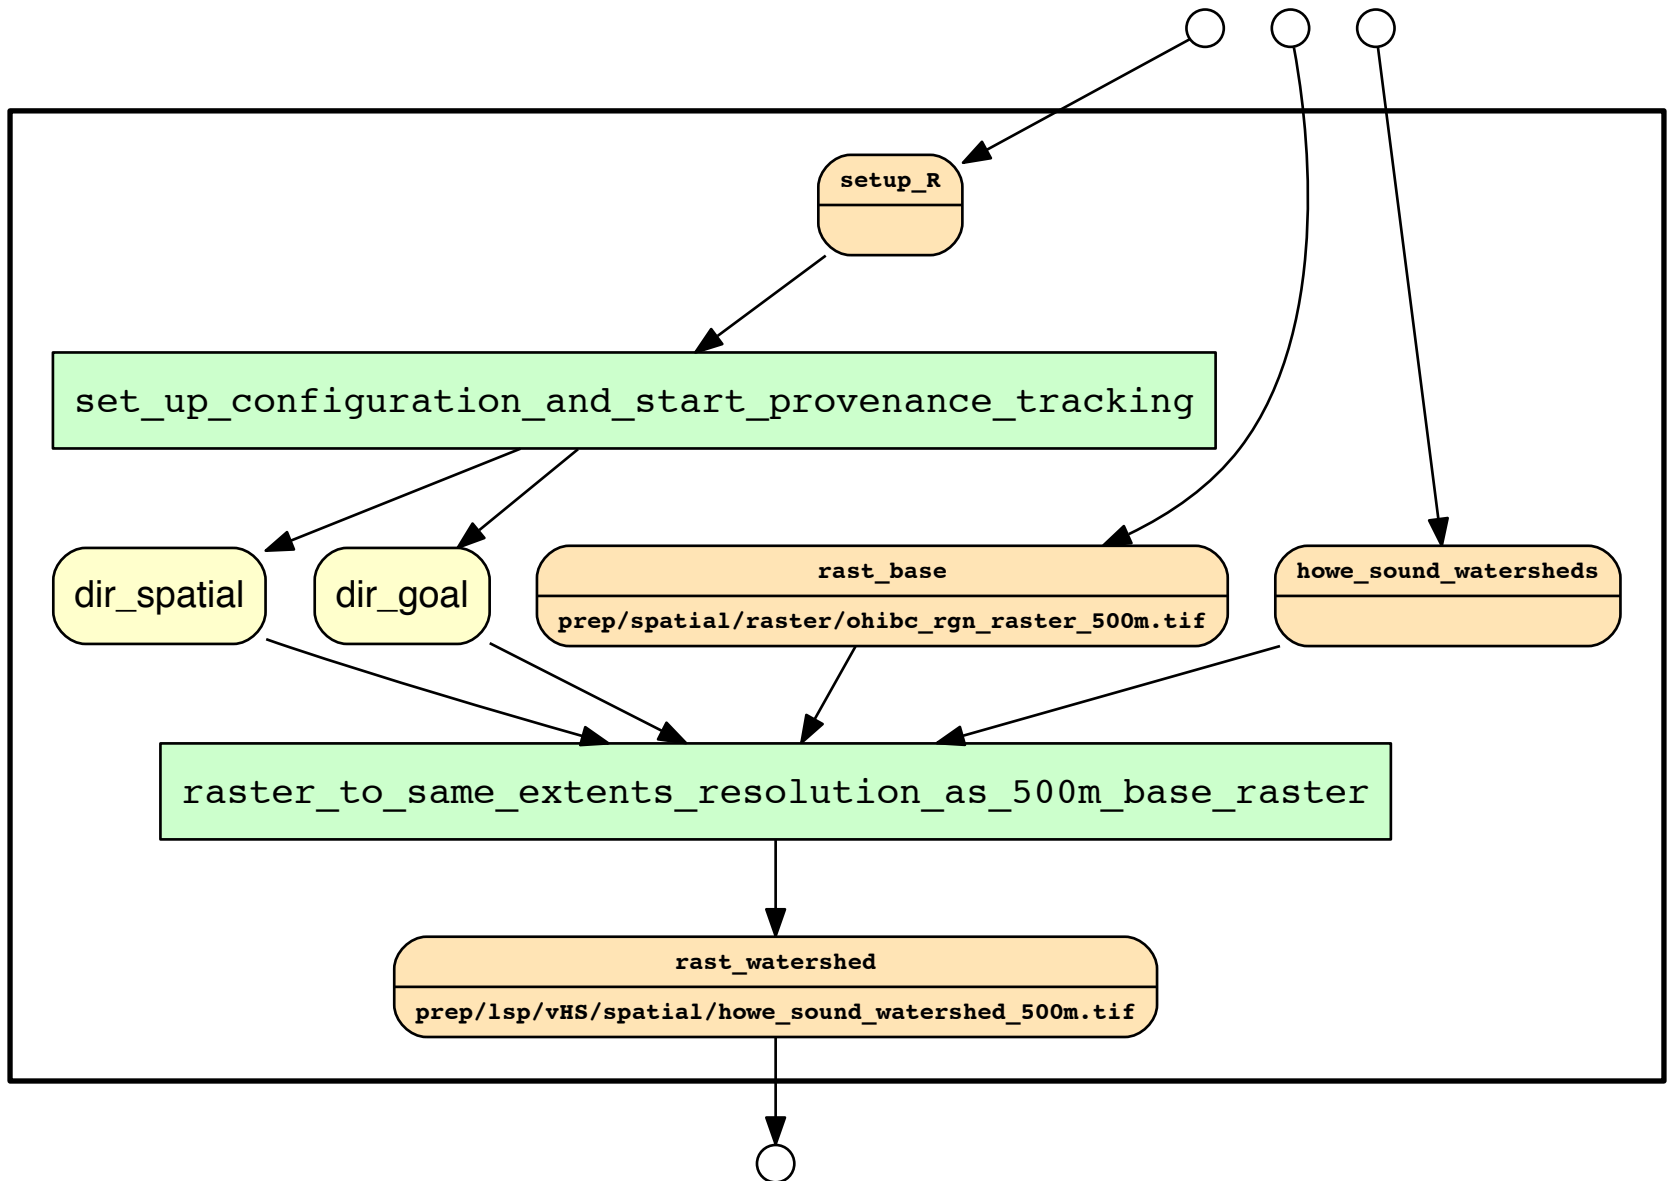 setup_R
set_up_configuration_and_start_provenance_tracking
dir_spatial
dir_goal
rast_base
prep/spatial/raster/ohibc_rgn_raster_500m.tif
howe_sound_watersheds
raster_to_same_extents_resolution_as_500m_base_raster
rast_watershed
prep/lsp/vHS/spatial/howe_sound_watershed_500m.tif